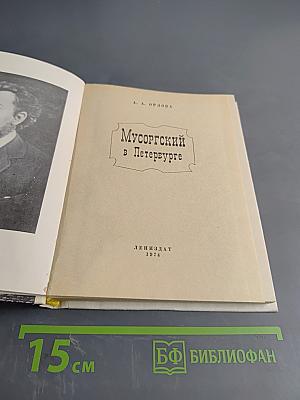 А. А. ОРЛОВА
МУСОРГСКИЙ
в Петербурге
ЛЕНИЗДАТ
1974
15 см
БФ БИБЛИОФАН